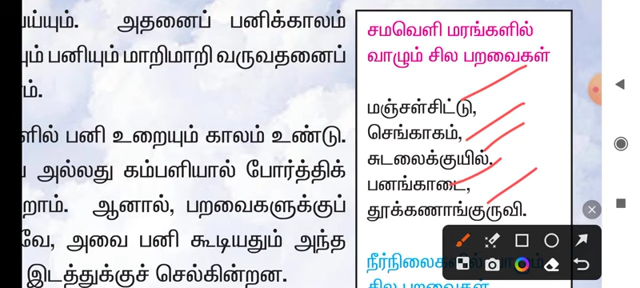 பய்யும். அதனைப் பனிக்காலம்
யும் பனியும் மாறிமாறி வருவதனைப்
ம்.
ளில் பனி உறையும் காலம் உண்டு.
அல்லது கம்பளியால் போர்த்திக்
றாம். ஆனால், பறவைகளுக்குப்
வே, அவை பனி கூடியதும் அந்த
இடத்துக்குச் செல்கின்றன.
சமவெளி மரங்களில்
வாழும் சில பறவைகள்
மஞ்சள்சிட்டு,
செங்காகம்,
சுடலைக்குயில்,
பனங்காடை,
தூக்கணாங்குருவி.
சில பறவைகள்